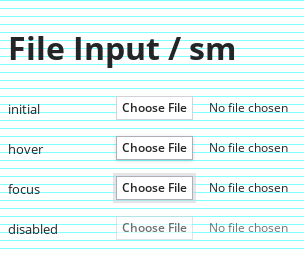 File Input / sm
initial Choose File No file chosen
hover Choose File No file chosen
focus Choose File No file chosen
disabled Choose File No file chosen